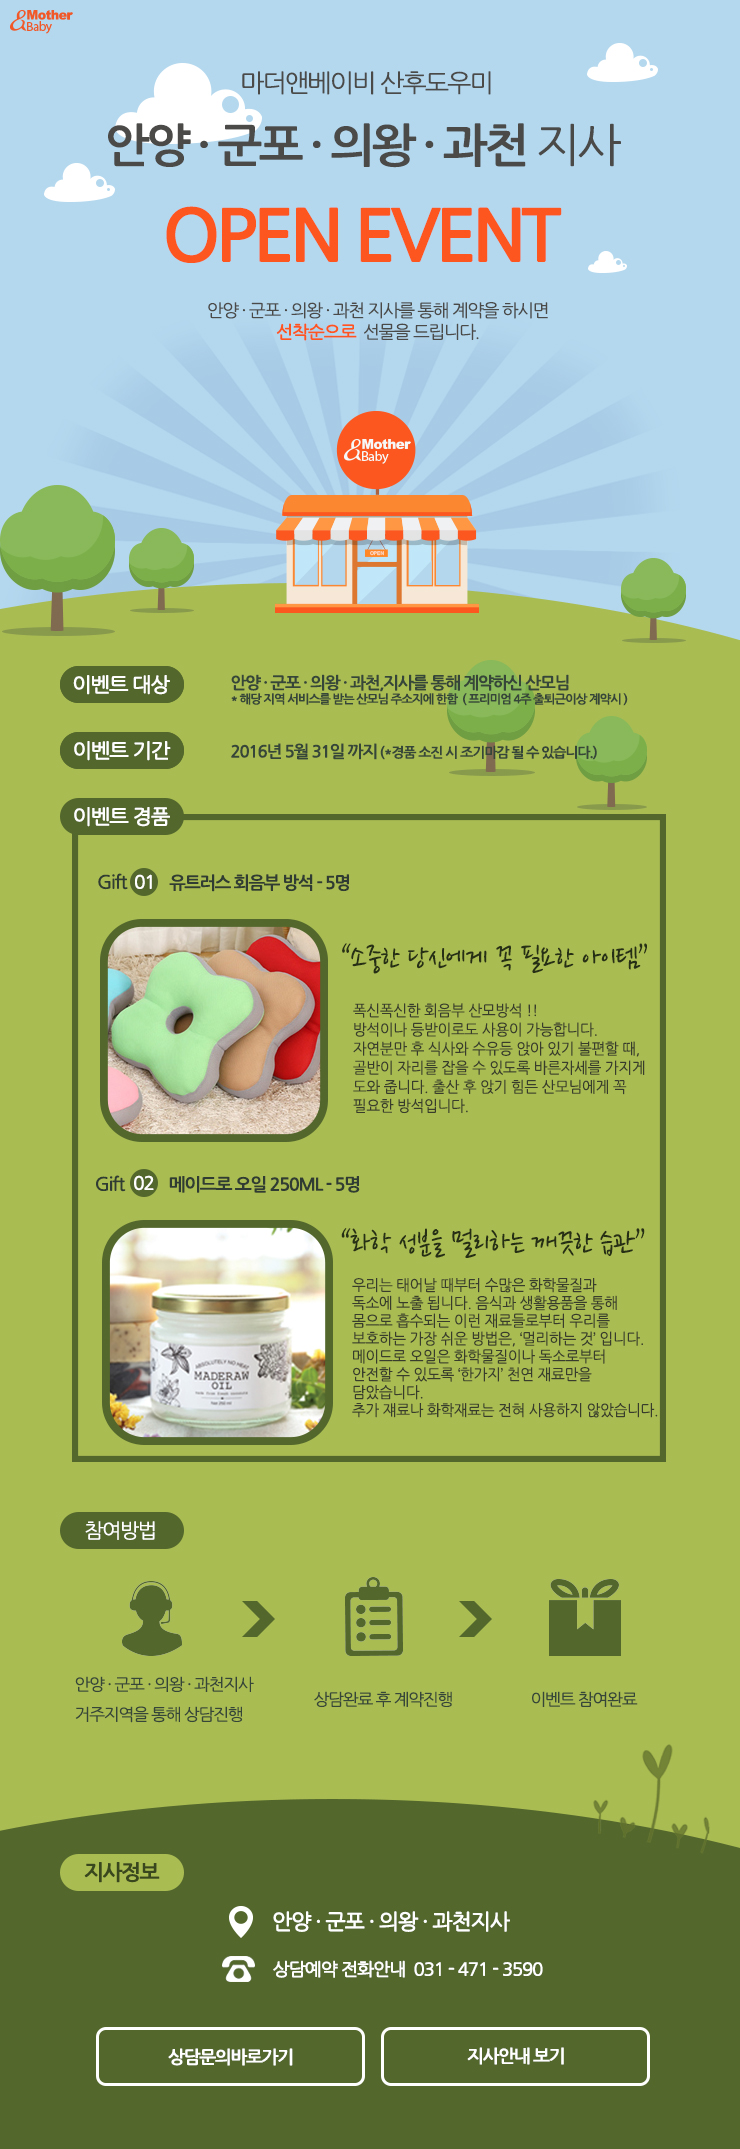 &Mother
Baby
마더앤베이비 산후도우미
안양 · 군포 · 의왕 · 과천 지사
OPEN EVENT
안양 · 군포 · 의왕 · 과천 지사를 통해 계약을 하시면
선착순으로 선물을 드립니다.
&Mother
Baby
OPEN
이벤트 대상
안양 · 군포 · 의왕 · 과천,지사를 통해 계약하신 산모님
* 해당 지역 서비스를 받는 산모님 주소지에 한함 ( 프리미엄 4주 출퇴근이상 계약시 )
이벤트 기간
2016년 5월 31일 까지 (*경품 소진 시 조기마감 될 수 있습니다.)
이벤트 경품
Gift 01 유트러스 회음부 방석 - 5명
“소중한 당신에게 꼭 필요한 아이템”
폭신폭신한 회음부 산모방석 !!
방석이나 등받이로도 사용이 가능합니다.
자연분만 후 식사와 수유등 앉아 있기 불편할 때,
골반이 자리를 잡을 수 있도록 바른자세를 가지게
도와 줍니다. 출산 후 앉기 힘든 산모님에게 꼭
필요한 방석입니다.
Gift 02 메이드로 오일 250ML - 5명
“화학 성분을 멀리하는 깨끗한 습관”
ABSOLUTELY NO HEAT
MADERAW
OIL
우리는 태어날 때부터 수많은 화학물질과
독소에 노출 됩니다. 음식과 생활용품을 통해
몸으로 흡수되는 이런 재료들로부터 우리를
보호하는 가장 쉬운 방법은, ‘멀리하는 것’ 입니다.
메이드로 오일은 화학물질이나 독소로부터
안전할 수 있도록 ‘한가지’ 천연 재료만을
담았습니다.
추가 재료나 화학재료는 전혀 사용하지 않았습니다.
참여방법
안양 · 군포 · 의왕 · 과천지사
거주지역을 통해 상담진행
상담완료 후 계약진행
이벤트 참여완료
지사정보
안양 · 군포 · 의왕 · 과천지사
상담예약 전화안내 031 - 471 - 3590
상담문의바로가기
지사안내 보기